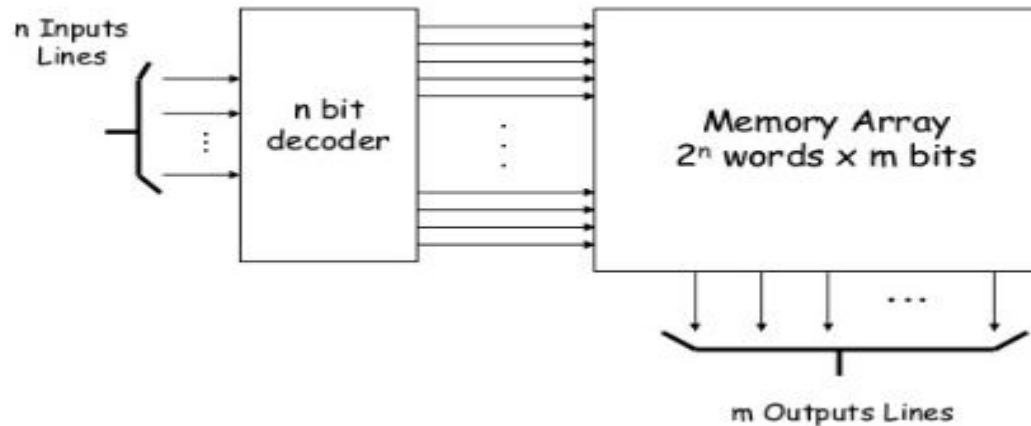 n Inputs
Lines
n bit
decoder
Memory Array
2ⁿ words x m bits
m Outputs Lines